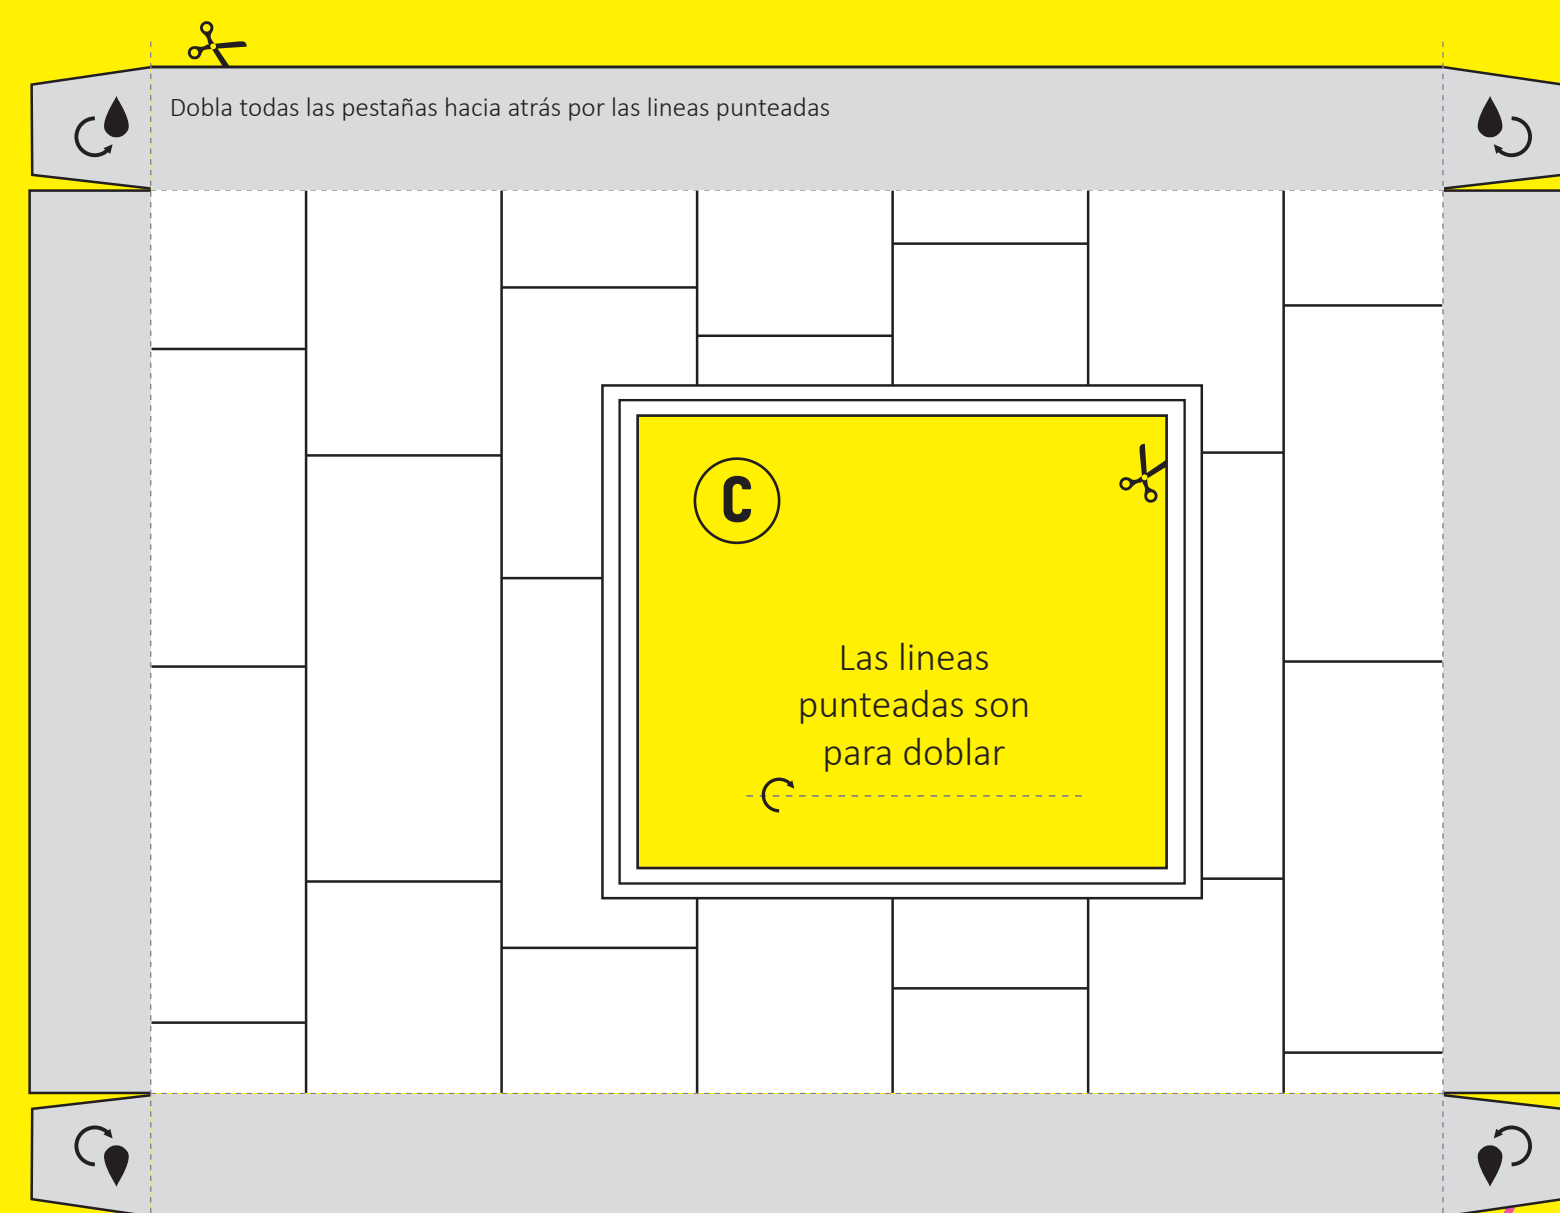 Dobla todas las pestañas hacia atrás por las lineas punteadas
C
Las lineas
punteadas son
para doblar